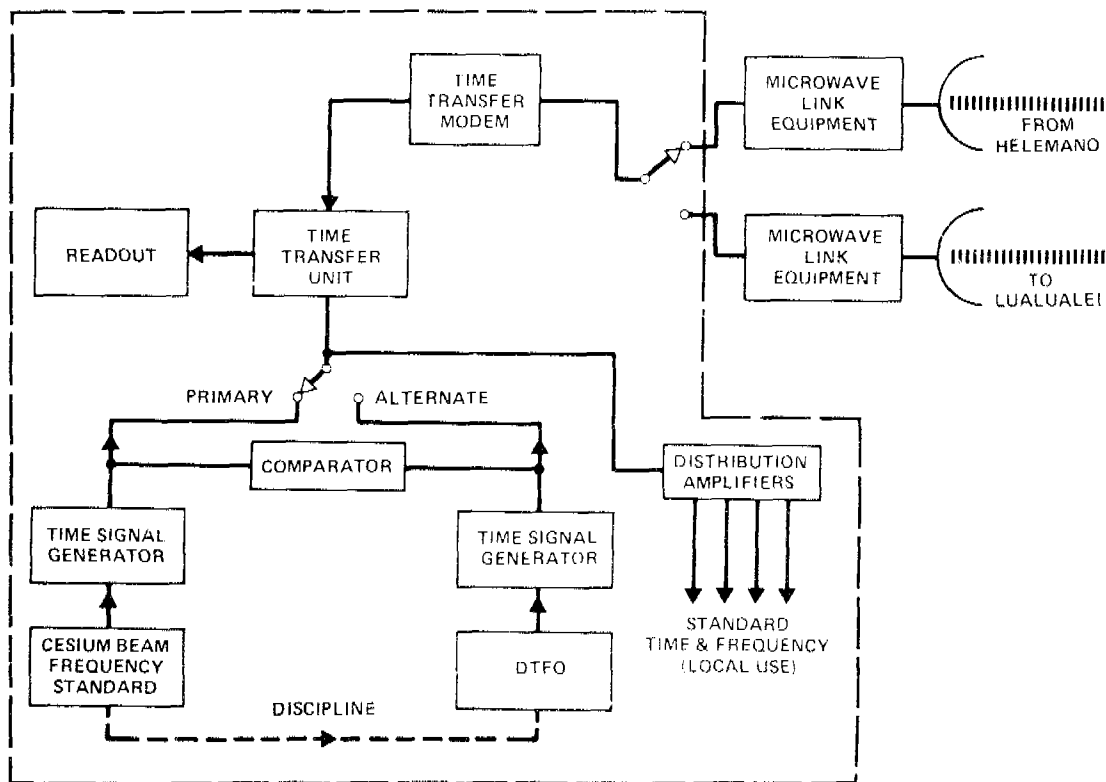 TIME
TRANSFER
MODEM
MICROWAVE
LINK
EQUIPMENT
FROM
HELEMANO
READOUT
TIME
TRANSFER
UNIT
MICROWAVE
LINK
EQUIPMENT
TO
LUALUALEI
PRIMARY
ALTERNATE
COMPARATOR
DISTRIBUTION
AMPLIFIERS
TIME SIGNAL
GENERATOR
TIME SIGNAL
GENERATOR
STANDARD
TIME & FREQUENCY
(LOCAL USE)
CESIUM BEAM
FREQUENCY
STANDARD
DTFO
DISCIPLINE